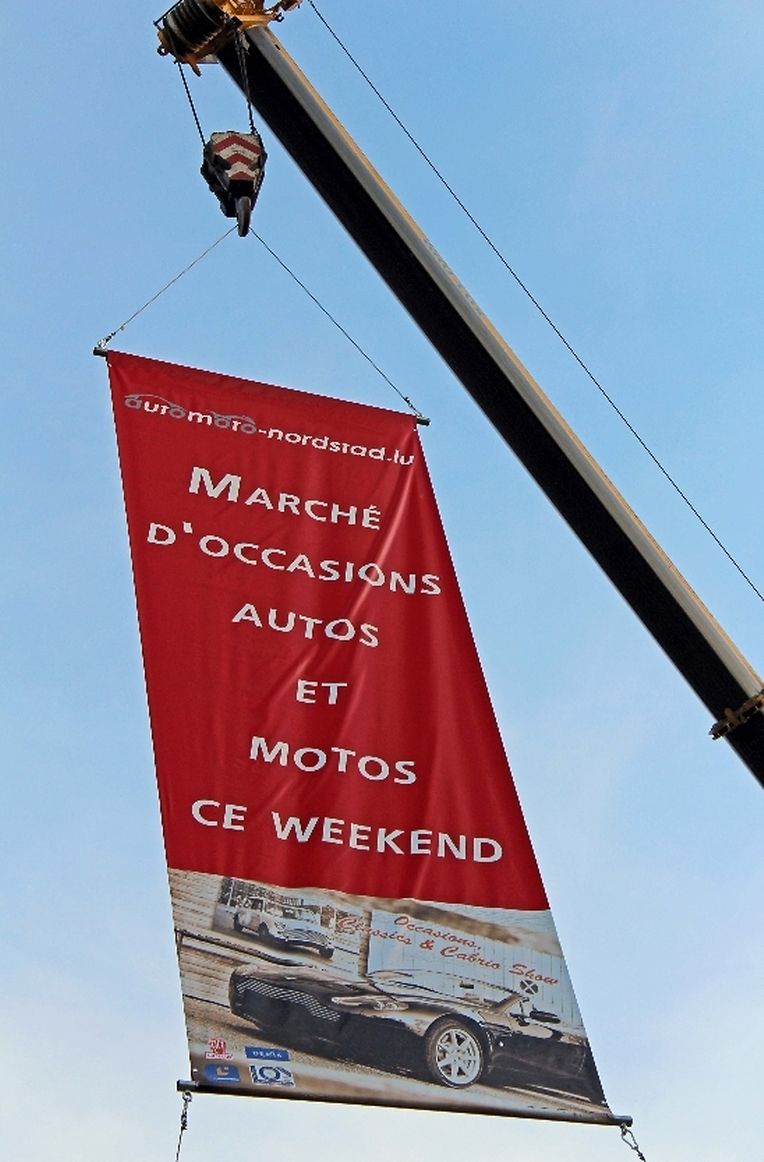 automoto-nordstad.lu
MARCHÉ
D'OCCASIONS
AUTOS
ET
MOTOS
CE WEEKEND
Occasions,
Classics & Cabrio Show